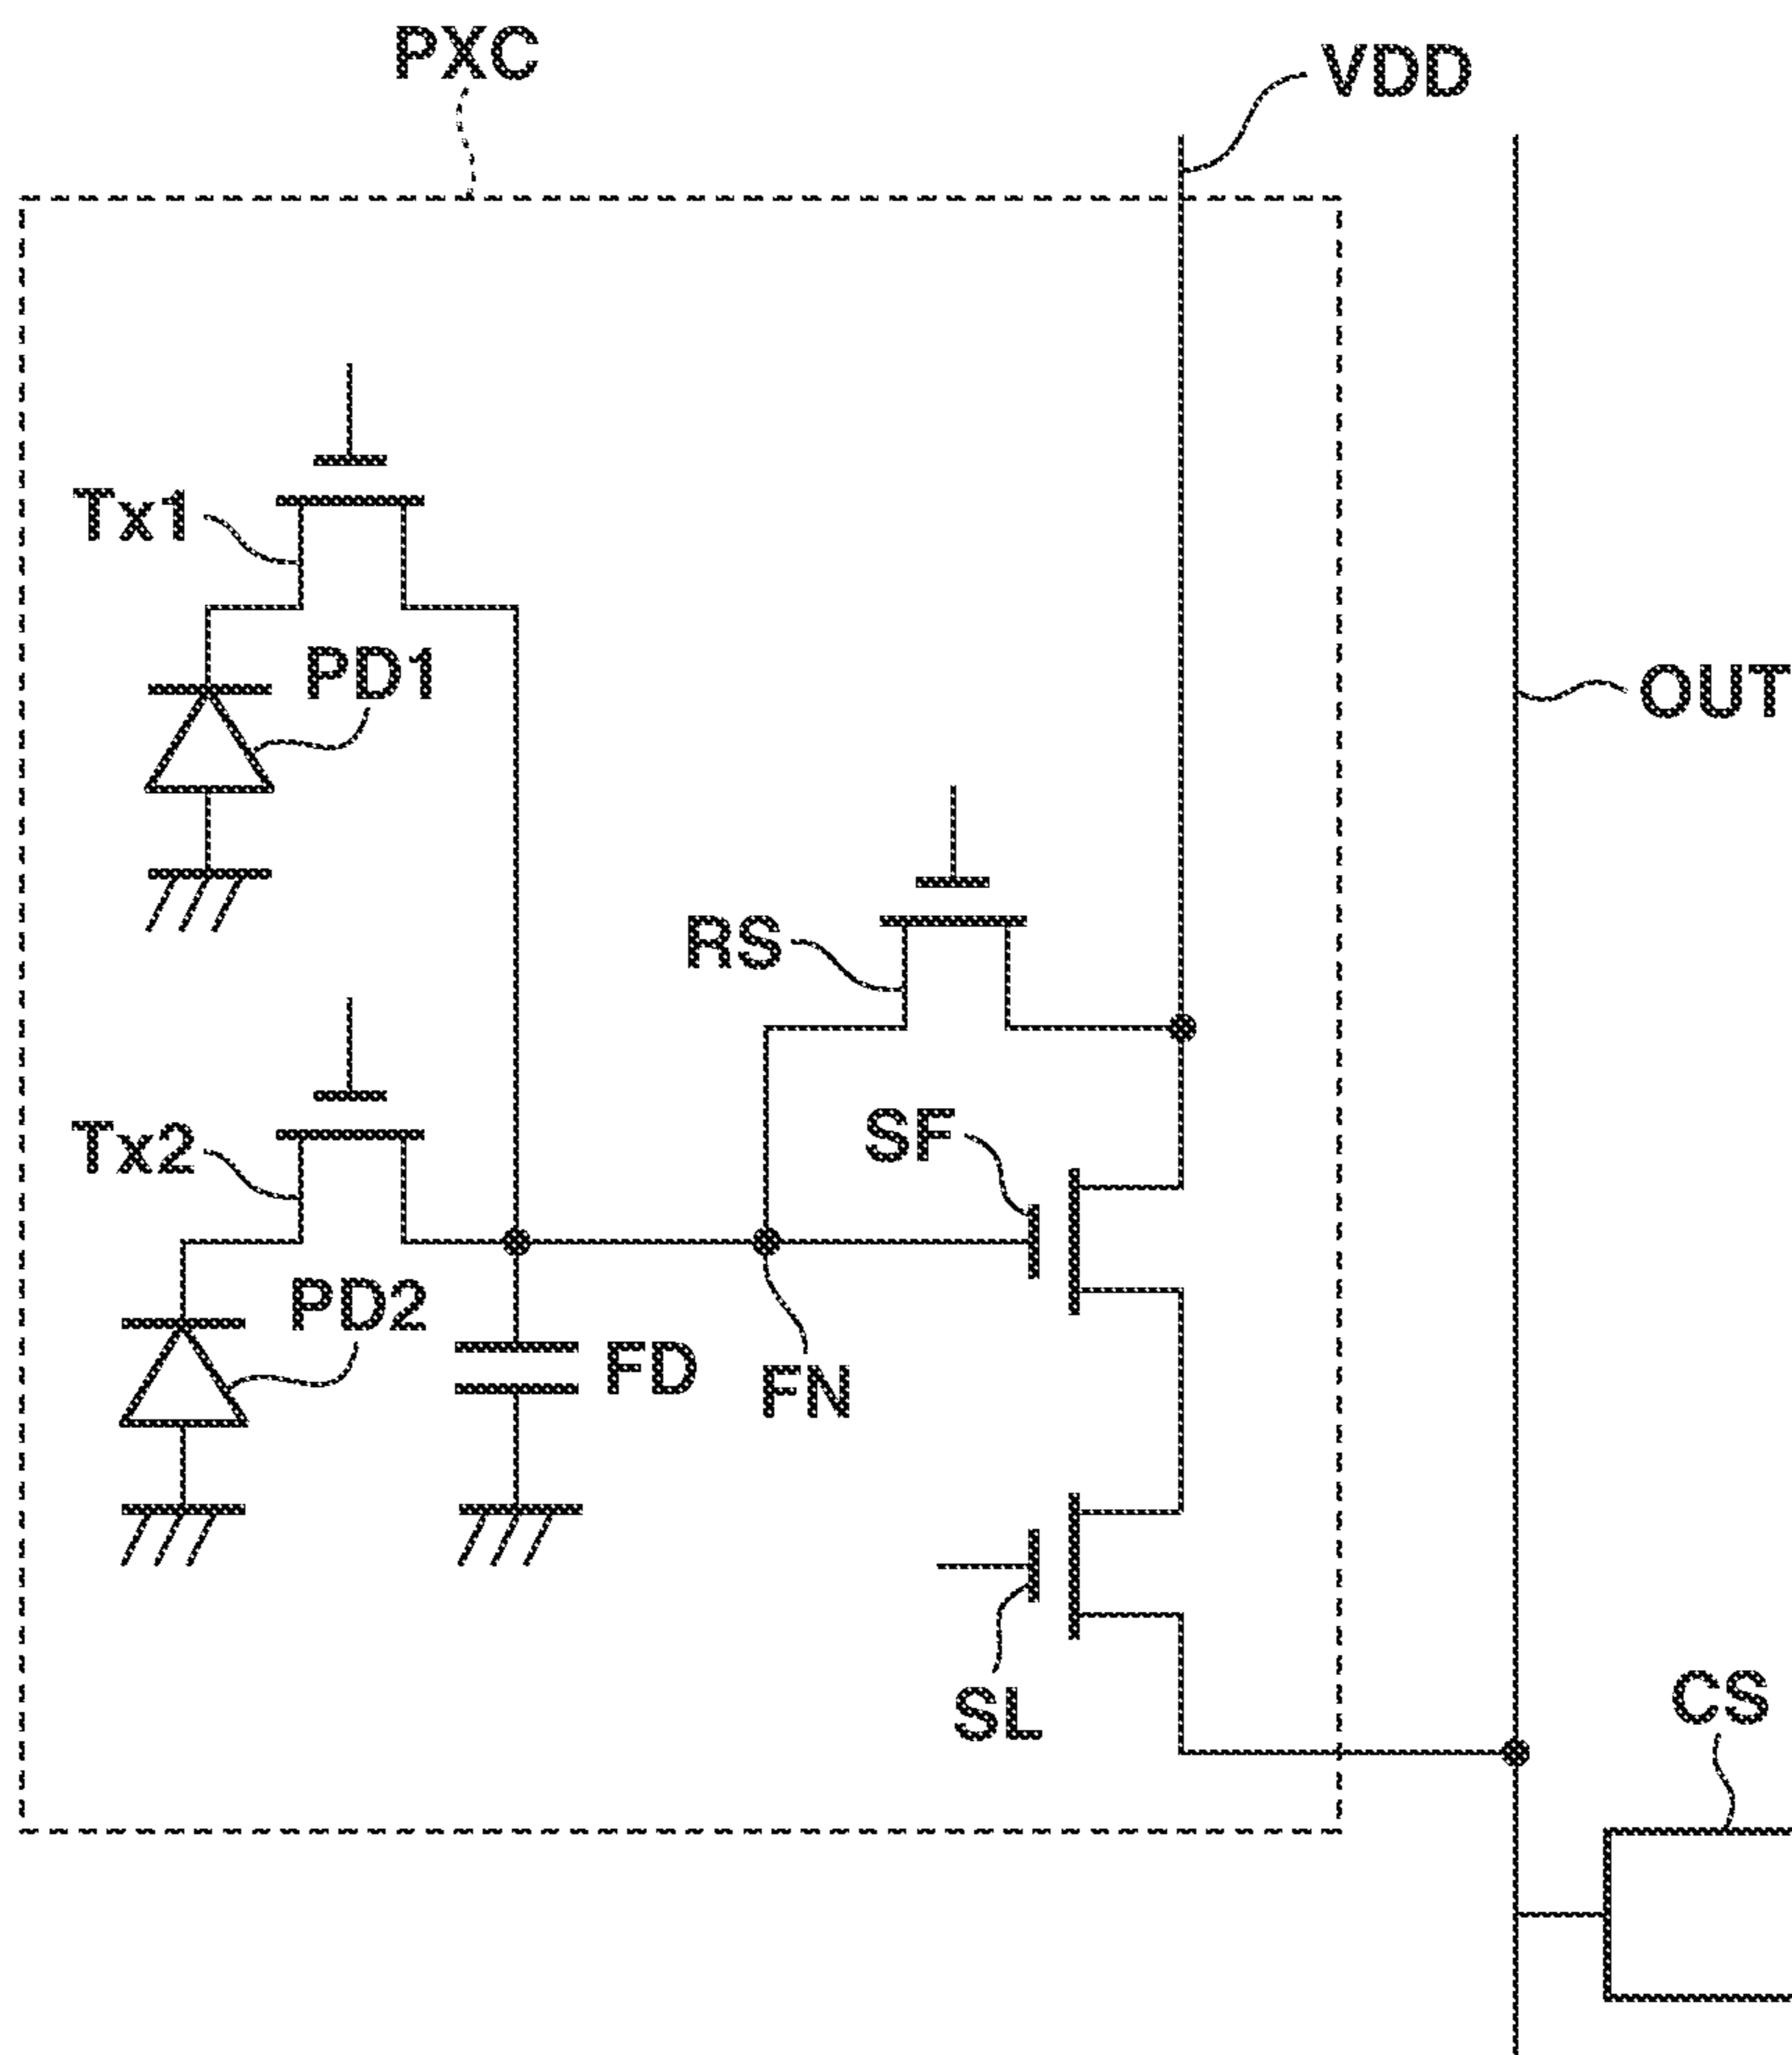 PXC
VDD
Tx1
PD1
OUT
RS
SF
Tx2
PD2
FD
FN
SL
CS